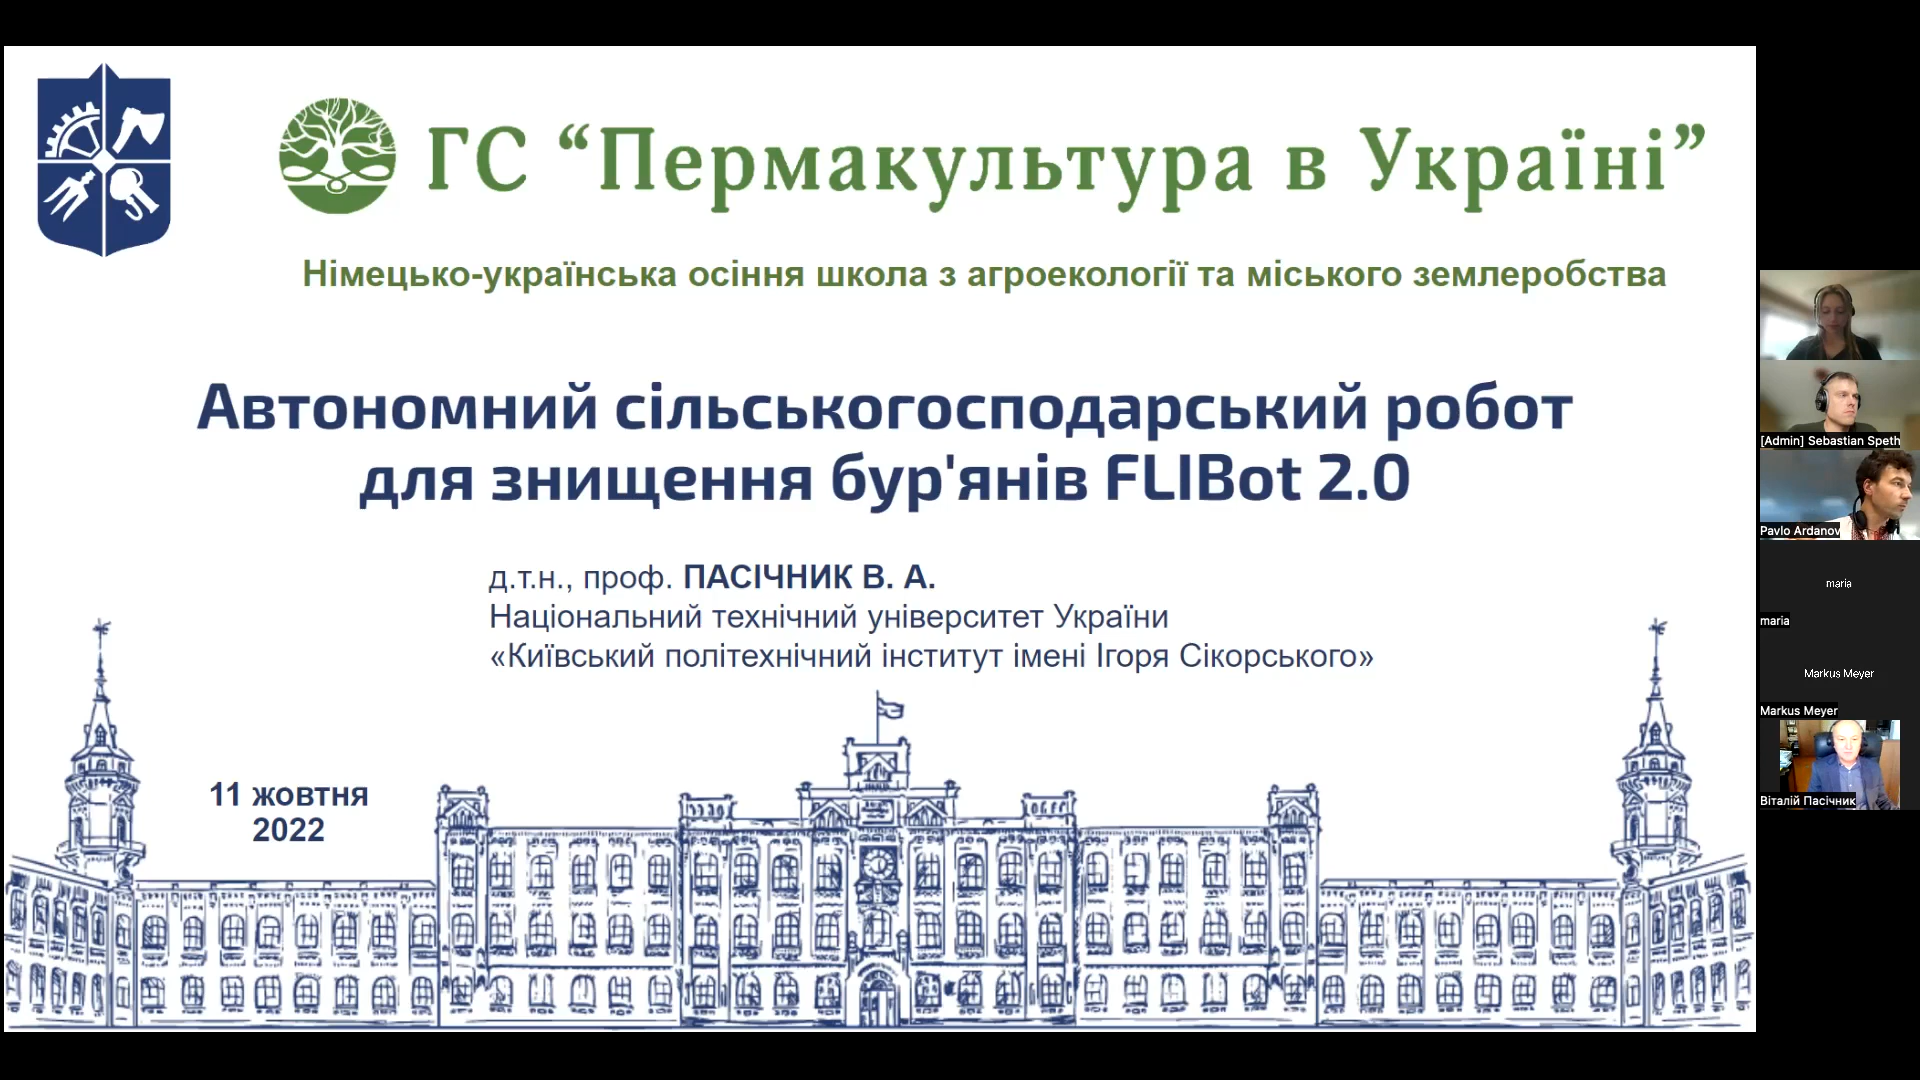 ГС “Пермакультура в Україні”
Німецько-українська осіння школа з агроекології та міського землеробства
Автономний сільськогосподарський робот
для знищення бур'янів FLIBot 2.0
д.т.н., проф. ПАСІЧНИК В. А.
Національний технічний університет України
«Київський політехнічний інститут імені Ігоря Сікорського»
11 жовтня
2022
[Admin] Sebastian Speth
Pavlo Ardanov
maria
maria
Markus Meyer
Markus Meyer
Віталій Пасічник